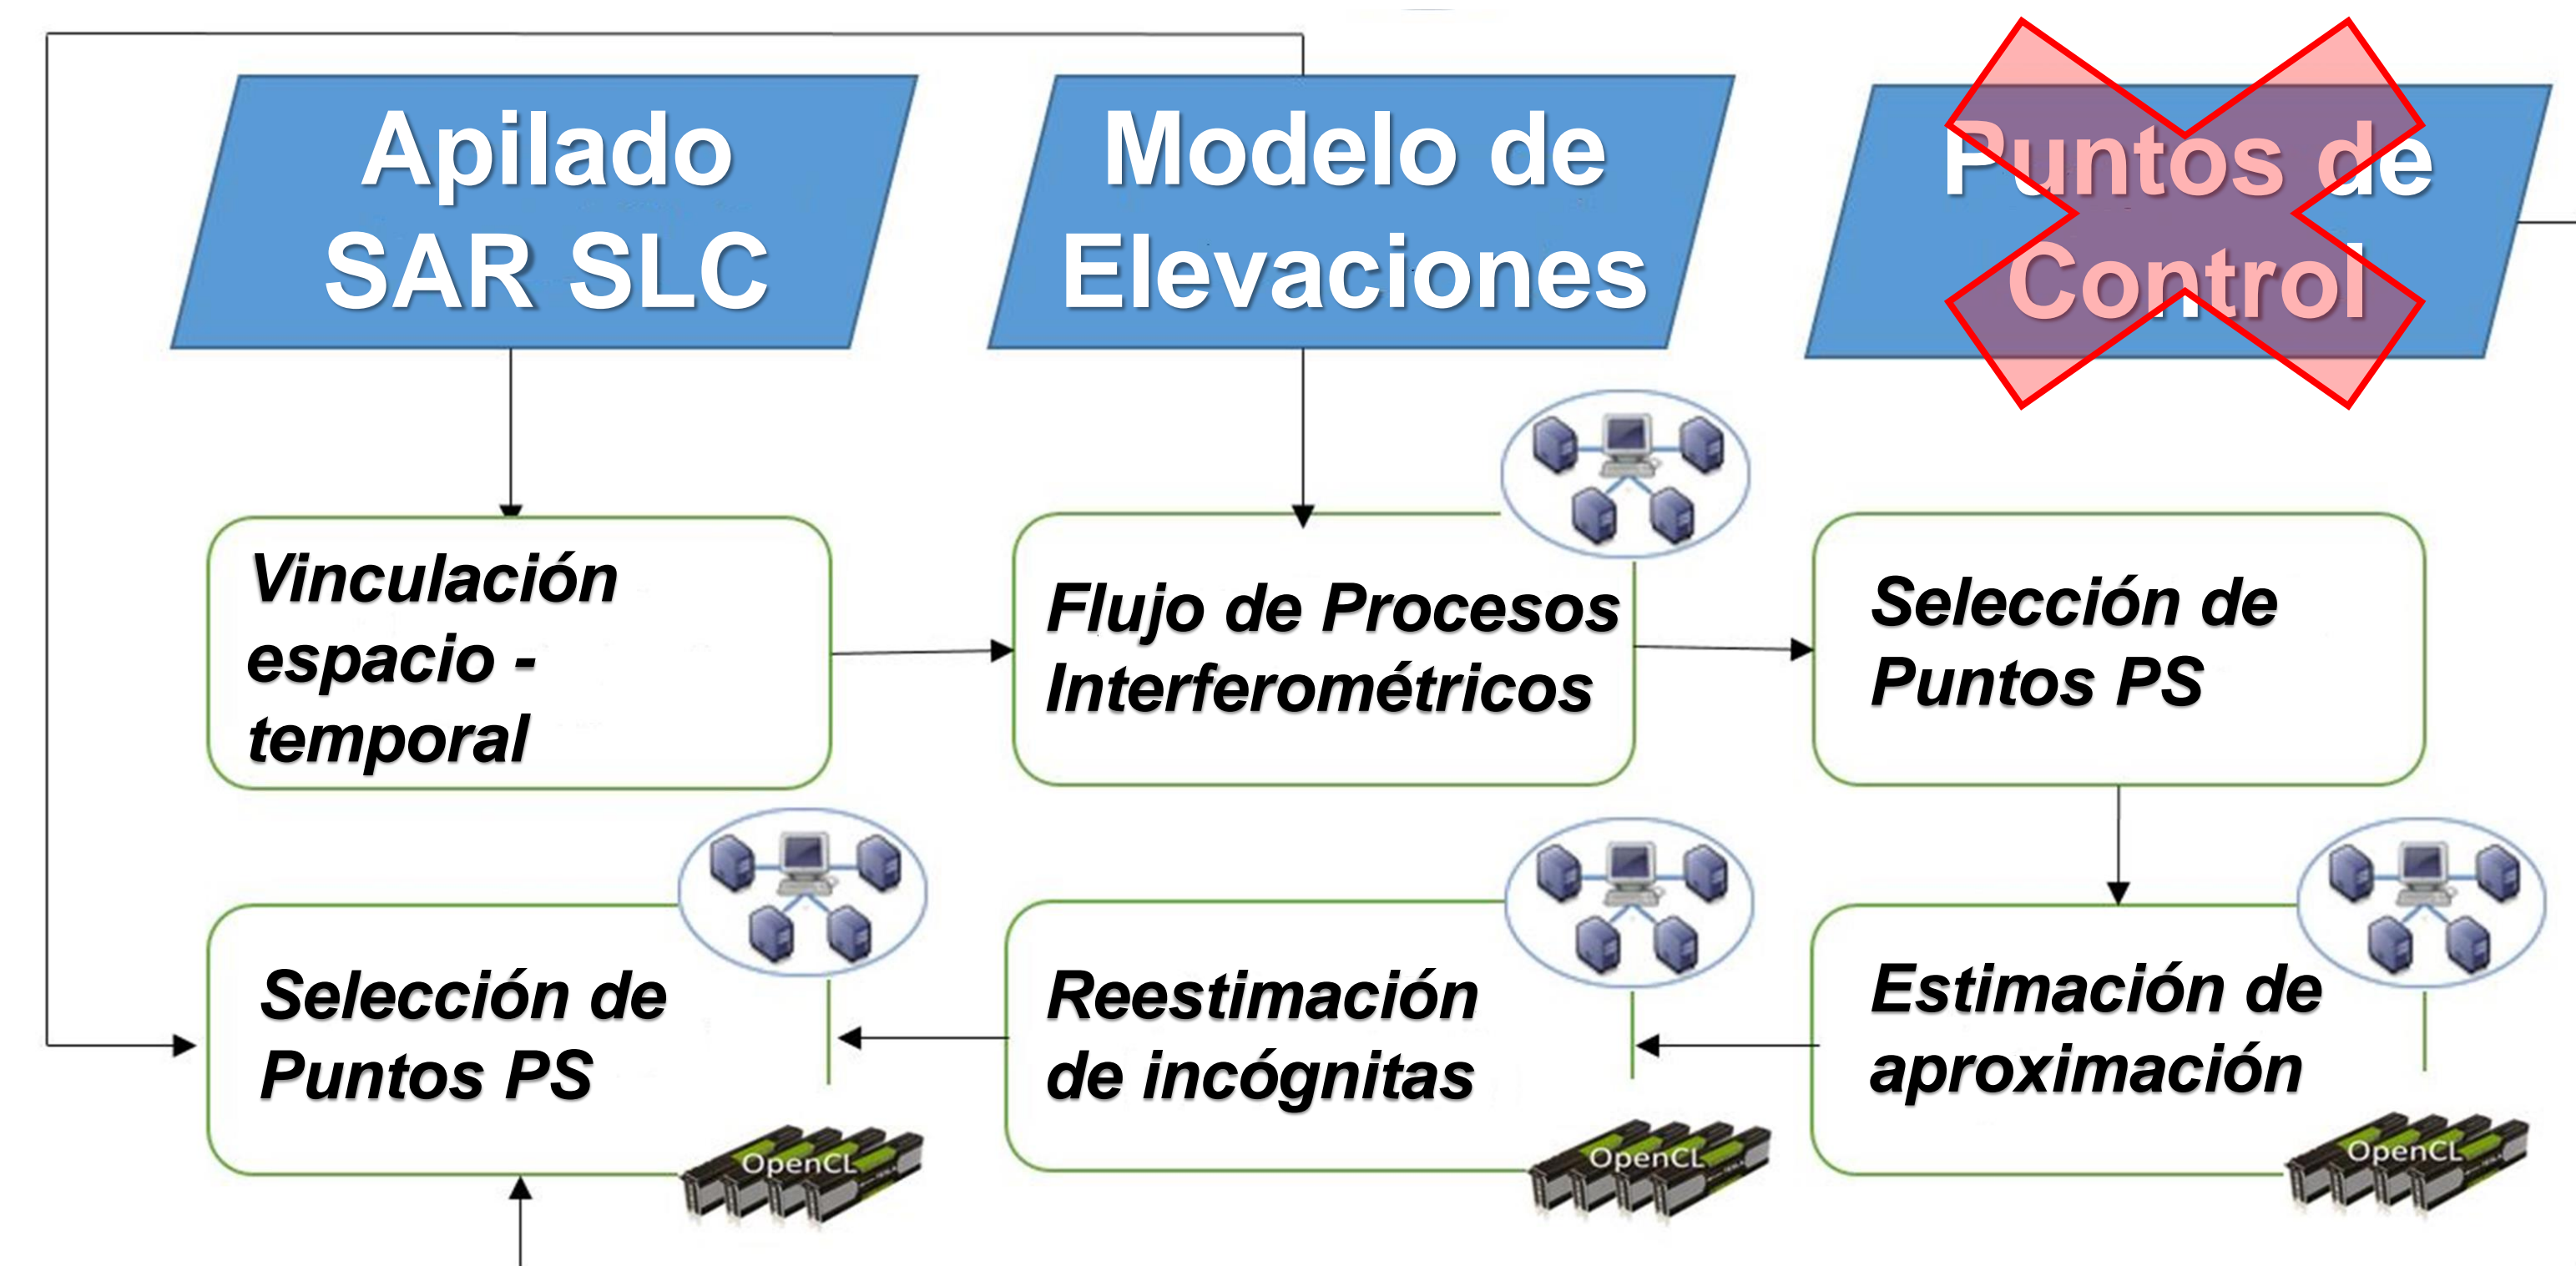 Apilado
SAR SLC
Modelo de
Elevaciones
Puntos de
Control
Vinculación
espacio -
temporal
Flujo de Procesos
Interferométricos
Selección de
Puntos PS
Selección de
Puntos PS
OpenCL
Reestimación
de incógnitas
OpenCL
Estimación de
aproximación
OpenCL